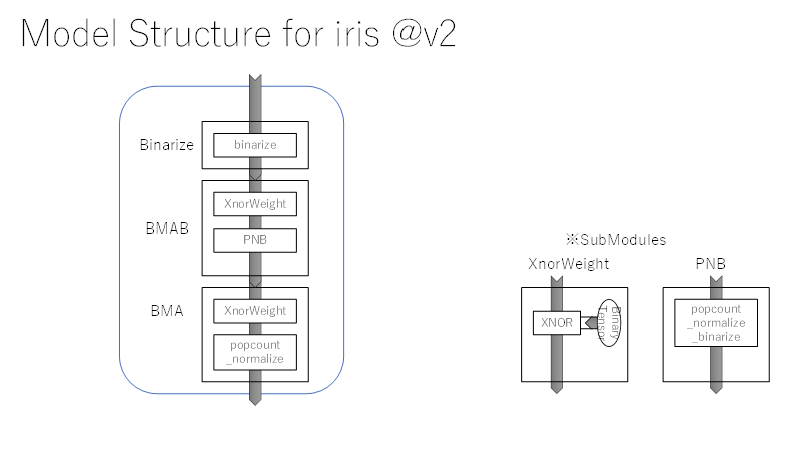 Model Structure for iris @v2
Binarize
binarize
BMAB
XnorWeight
PNB
BMA
XnorWeight
popcount
_normalize
※SubModules
XnorWeight
XNOR
Binary
Tensor
PNB
popcount
_normalize
_binarize